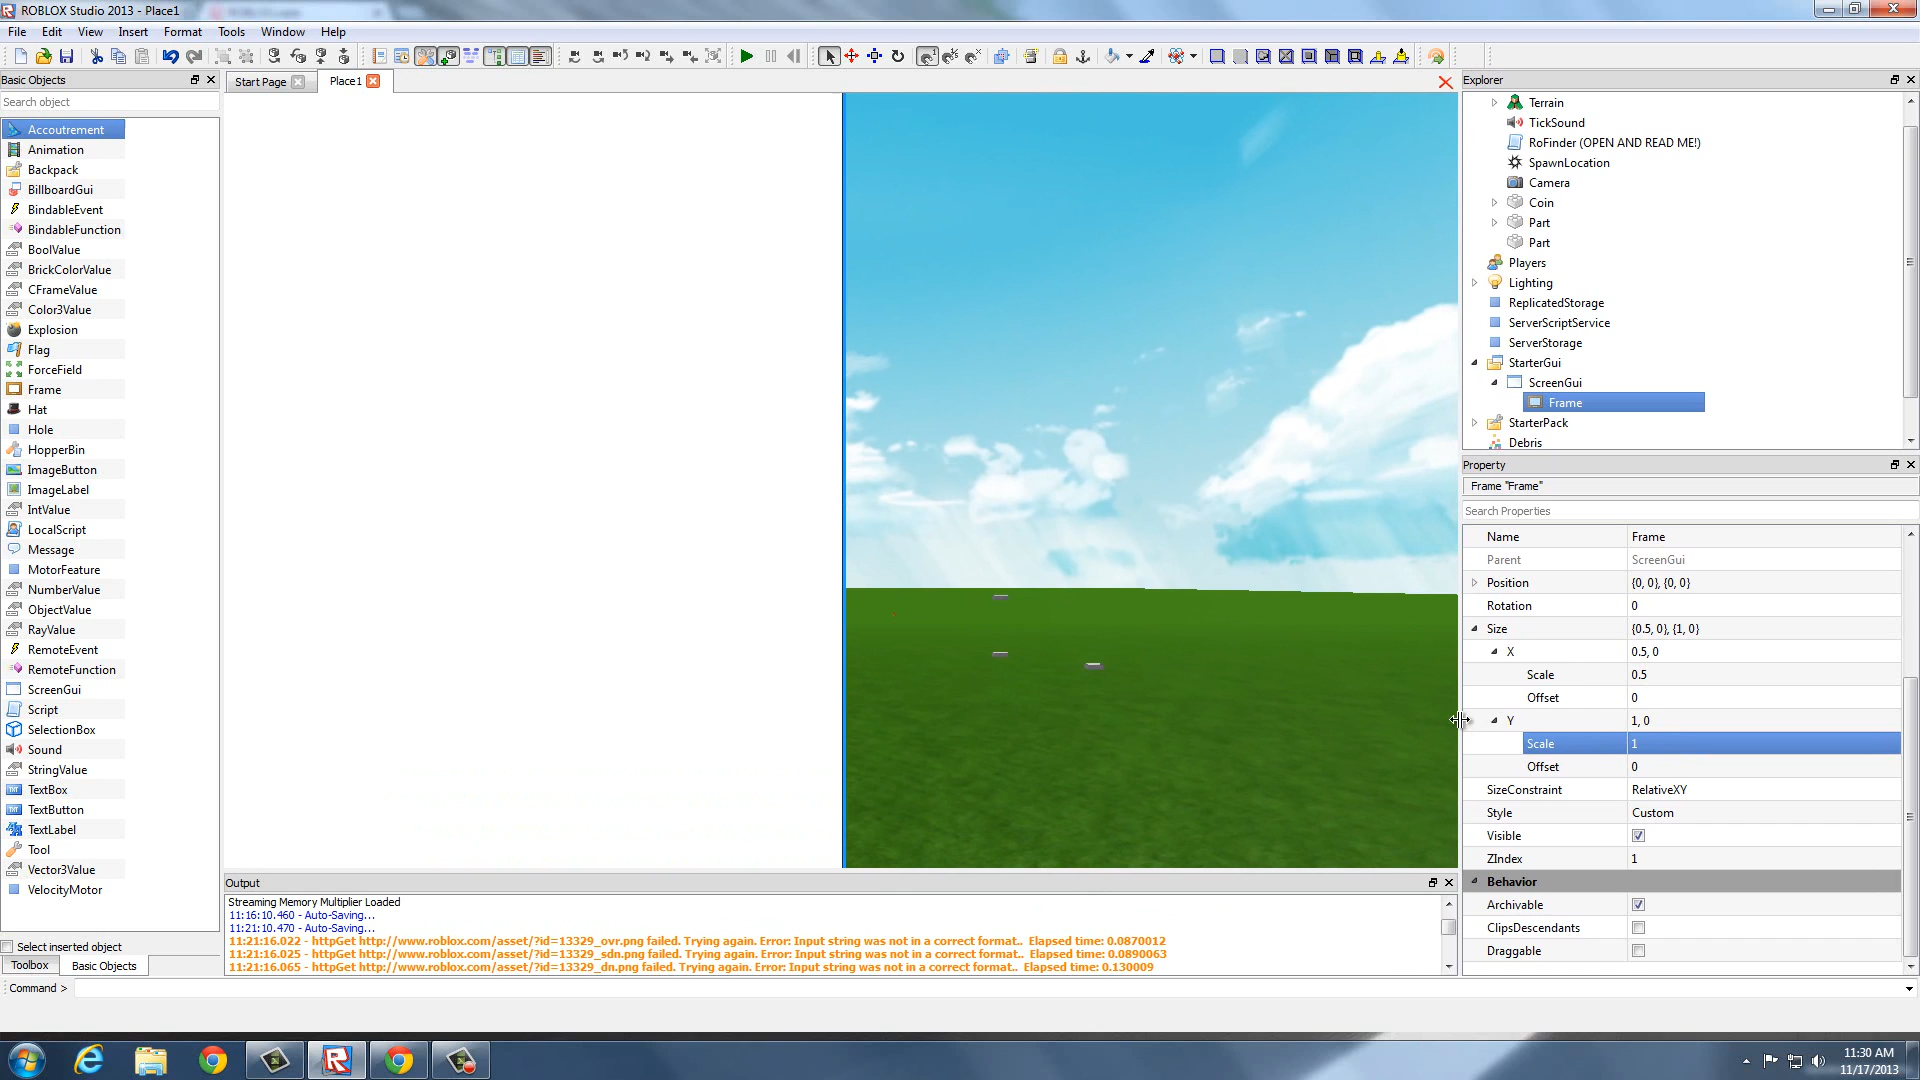 ROBLOX Studio 2013 - Place1
File Edit View Insert Format Tools Window Help
Basic Objects
Search object
Accoutrement
Animation
Backpack
BillboardGui
BindableEvent
BindableFunction
BoolValue
BrickColorValue
CFrameValue
Color3Value
Explosion
Flag
ForceField
Frame
Hat
Hole
HopperBin
ImageButton
ImageLabel
IntValue
LocalScript
Message
MotorFeature
NumberValue
ObjectValue
RayValue
RemoteEvent
RemoteFunction
ScreenGui
Script
SelectionBox
Sound
StringValue
TextBox
TextButton
TextLabel
Tool
Vector3Value
VelocityMotor
Select inserted object
Toolbox Basic Objects
Start Page Place1
Explorer
Terrain
TickSound
RoFinder (OPEN AND READ ME!)
SpawnLocation
Camera
Coin
Part
Part
Players
Lighting
ReplicatedStorage
ServerScriptService
ServerStorage
StarterGui
ScreenGui
Frame
StarterPack
Debris
Property
Frame "Frame"
Search Properties
Name Frame
Parent ScreenGui
Position {0, 0}, {0, 0}
Rotation 0
Size {0.5, 0}, {1, 0}
X 0.5, 0
Scale 0.5
Offset 0
Y 1, 0
Scale 1
Offset 0
SizeConstraint RelativeXY
Style Custom
Visible
ZIndex 1
Behavior
Archivable
ClipsDescendants
Draggable
Output
Streaming Memory Multiplier Loaded
11:16:10.460 - Auto-Saving...
11:21:10.470 - Auto-Saving...
11:21:16.022 - httpGet http://www.roblox.com/asset/?id=13329_ovr.png failed. Trying again. Error: Input string was not in a correct format.. Elapsed time: 0.0870012
11:21:16.025 - httpGet http://www.roblox.com/asset/?id=13329_sdn.png failed. Trying again. Error: Input string was not in a correct format.. Elapsed time: 0.0890063
11:21:16.065 - httpGet http://www.roblox.com/asset/?id=13329_dn.png failed. Trying again. Error: Input string was not in a correct format.. Elapsed time: 0.130009
Command >
11:30 AM
11/17/2013